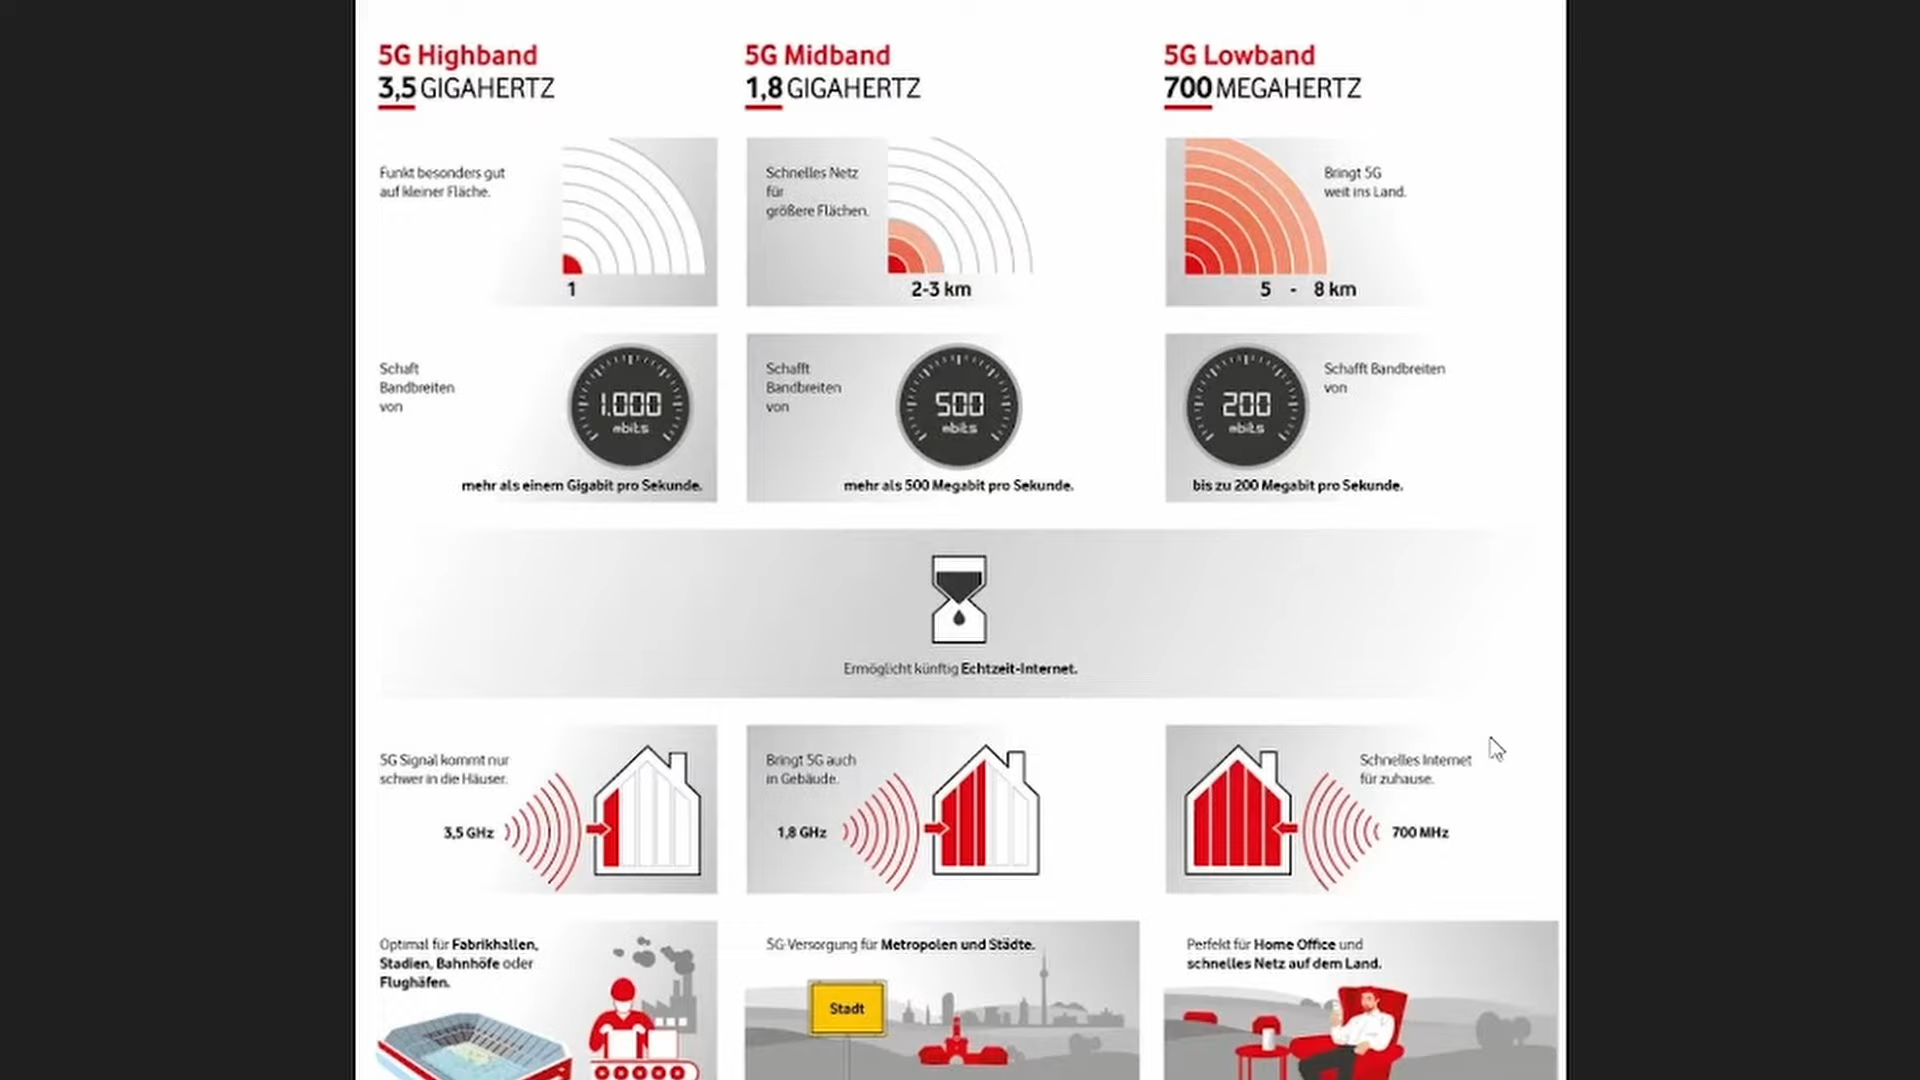 5G Highband
3,5 GIGAHERTZ
5G Midband
1,8 GIGAHERTZ
5G Lowband
700 MEGAHERTZ
Funkt besonders gut
auf kleiner Fläche.
1
Schnelles Netz
für
größere Flächen.
2-3 km
Bringt 5G
weit ins Land.
5 - 8 km
Schaft
Bandbreiten
von
1.000
mbits
mehr als einem Gigabit pro Sekunde.
Schafft
Bandbreiten
von
500
mbits
mehr als 500 Megabit pro Sekunde.
Schafft Bandbreiten
von
200
mbits
bis zu 200 Megabit pro Sekunde.
Ermöglicht künftig Echtzeit-Internet.
5G Signal kommt nur
schwer in die Häuser.
3,5 GHz
Bringt 5G auch
in Gebäude.
1,8 GHz
Schnelles Internet
für zuhause.
700 MHz
Optimal für Fabrikhallen,
Stadien, Bahnhöfe oder
Flughäfen.
5G-Versorgung für Metropolen und Städte.
Stadt
Perfekt für Home Office und
schnelles Netz auf dem Land.